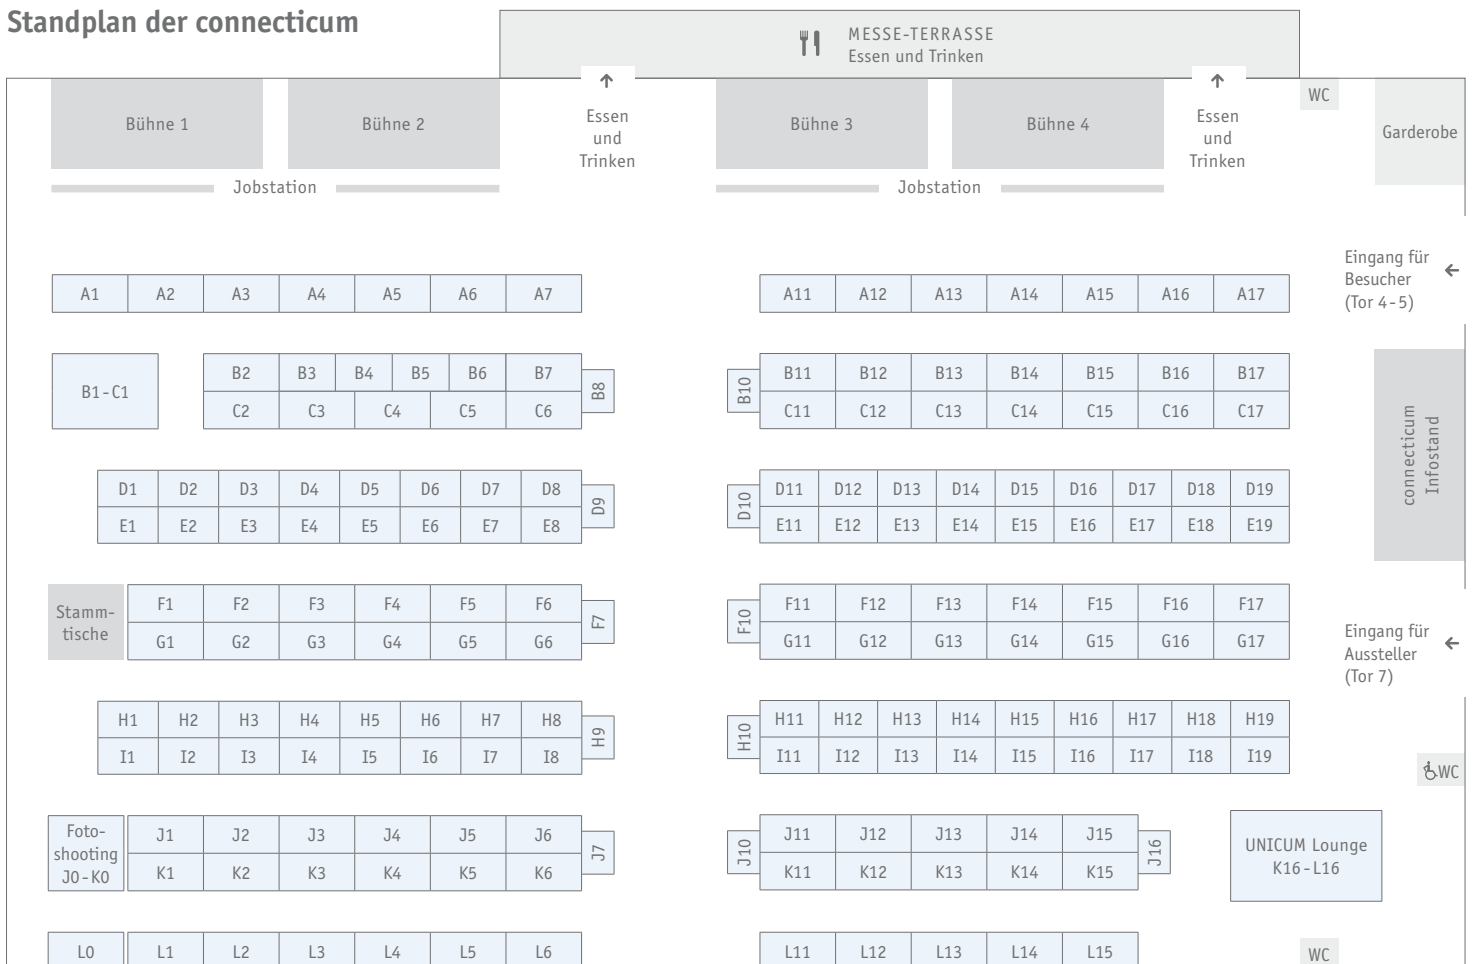 Standplan der connecticum
MESSE-TERRASSE
Essen und Trinken
Bühne 1
Bühne 2
Essen
und
Trinken
Bühne 3
Bühne 4
Essen
und
Trinken
WC
Garderobe
Jobstation
Jobstation
Eingang für
Besucher
(Tor 4-5)
A1 A2 A3 A4 A5 A6 A7
A11 A12 A13 A14 A15 A16 A17
B1-C1
B2 B3 B4 B5 B6 B7
C2 C3 C4 C5 C6
B8
B10
B11 B12 B13 B14 B15 B16 B17
C11 C12 C13 C14 C15 C16 C17
connecticum
Infostand
D1 D2 D3 D4 D5 D6 D7 D8
E1 E2 E3 E4 E5 E6 E7 E8
D9
D10
D11 D12 D13 D14 D15 D16 D17 D18 D19
E11 E12 E13 E14 E15 E16 E17 E18 E19
Stamm-
tische
F1 F2 F3 F4 F5 F6
G1 G2 G3 G4 G5 G6
F7
F10
F11 F12 F13 F14 F15 F16 F17
G11 G12 G13 G14 G15 G16 G17
Eingang für
Aussteller
(Tor 7)
H1 H2 H3 H4 H5 H6 H7 H8
I1 I2 I3 I4 I5 I6 I7 I8
H9
H10
H11 H12 H13 H14 H15 H16 H17 H18 H19
I11 I12 I13 I14 I15 I16 I17 I18 I19
WC
Foto-
shooting
J0-K0
J1 J2 J3 J4 J5 J6
K1 K2 K3 K4 K5 K6
J7
J10
J11 J12 J13 J14 J15
K11 K12 K13 K14 K15
J16
UNICUM Lounge
K16-L16
L0 L1 L2 L3 L4 L5 L6
L11 L12 L13 L14 L15
WC